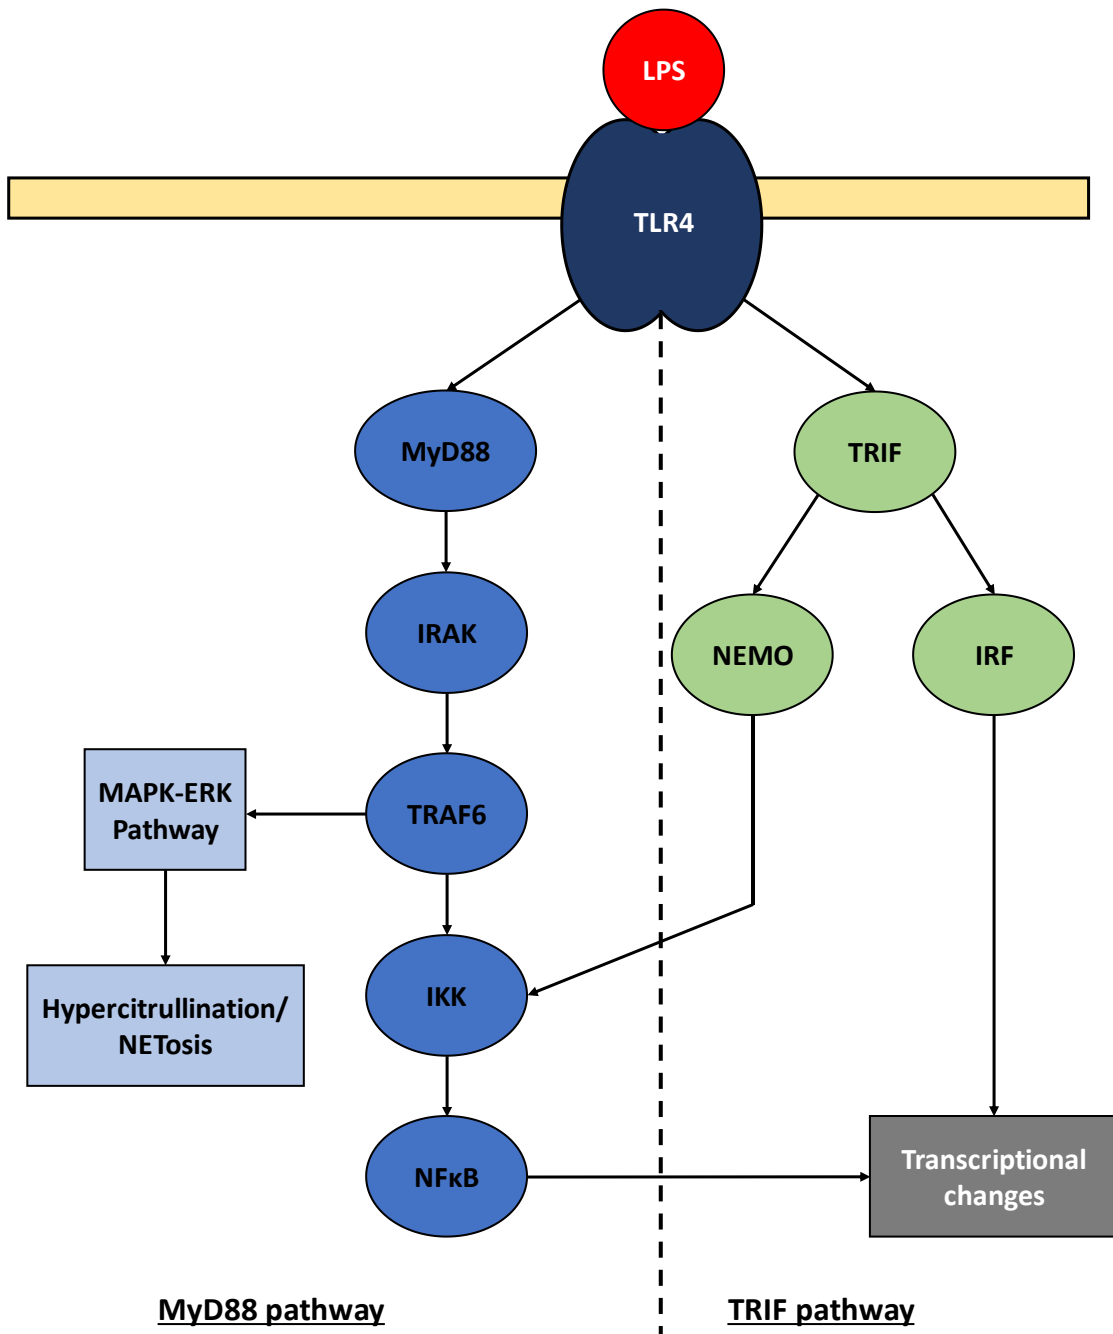 LPS
TLR4
MyD88
TRIF
IRAK
NEMO
IRF
MAPK-ERK
Pathway
TRAF6
Hypercitrullination/
NETosis
IKK
NFκB
Transcriptional
changes
MyD88 pathway
TRIF pathway